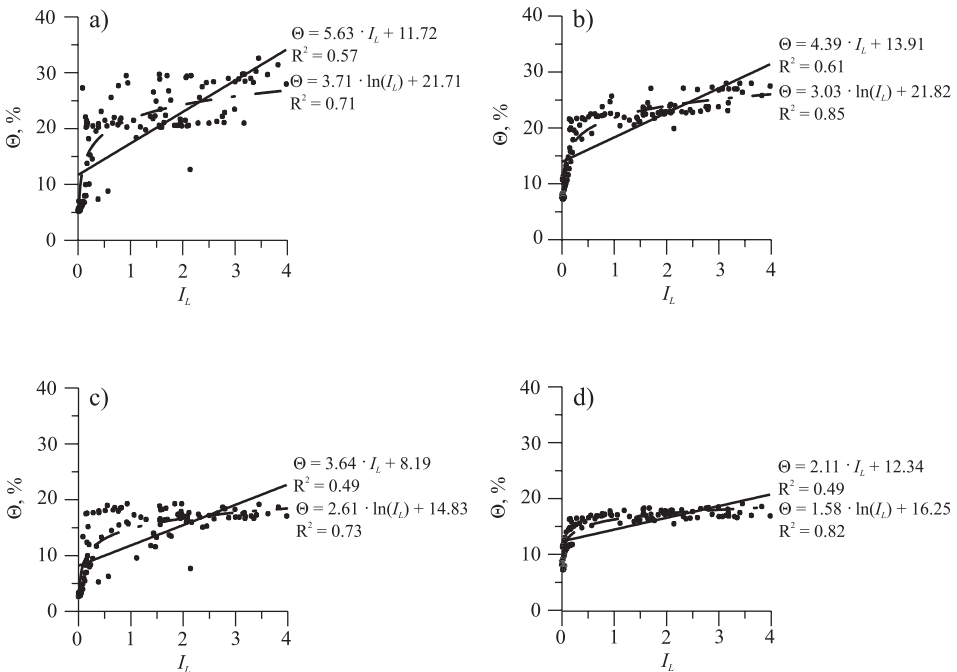 a)
Θ = 5.63 · I_L + 11.72
R² = 0.57
Θ = 3.71 · ln(I_L) + 21.71
R² = 0.71
Θ, %
40
30
20
10
0
0 1 2 3 4
I_L
b)
Θ = 4.39 · I_L + 13.91
R² = 0.61
Θ = 3.03 · ln(I_L) + 21.82
R² = 0.85
Θ, %
40
30
20
10
0
0 1 2 3 4
I_L
c)
Θ = 3.64 · I_L + 8.19
R² = 0.49
Θ = 2.61 · ln(I_L) + 14.83
R² = 0.73
Θ, %
40
30
20
10
0
0 1 2 3 4
I_L
d)
Θ = 2.11 · I_L + 12.34
R² = 0.49
Θ = 1.58 · ln(I_L) + 16.25
R² = 0.82
Θ, %
40
30
20
10
0
0 1 2 3 4
I_L